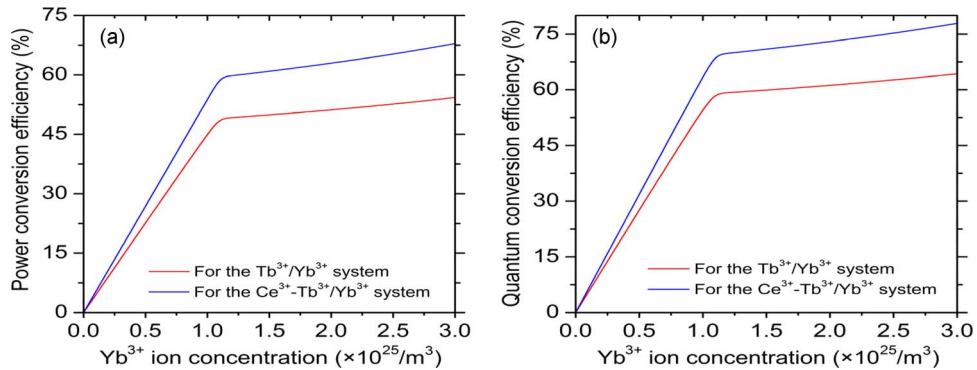 (a)
Power conversion efficiency (%)
75
60
45
30
15
0
For the Tb³⁺/Yb³⁺ system
For the Ce³⁺-Tb³⁺/Yb³⁺ system
0.0 0.5 1.0 1.5 2.0 2.5 3.0
Yb³⁺ ion concentration (×10²⁵/m³)
(b)
Quantum conversion efficiency (%)
75
60
45
30
15
0
For the Tb³⁺/Yb³⁺ system
For the Ce³⁺-Tb³⁺/Yb³⁺ system
0.0 0.5 1.0 1.5 2.0 2.5 3.0
Yb³⁺ ion concentration (×10²⁵/m³)